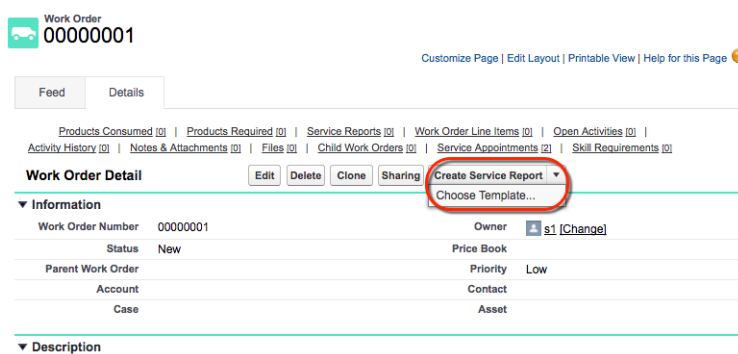 Work Order
00000001
Customize Page | Edit Layout | Printable View | Help for this Page
Feed Details
Products Consumed [0] | Products Required [0] | Service Reports [0] | Work Order Line Items [0] | Open Activities [0] |
Activity History [0] | Notes & Attachments [0] | Files [0] | Child Work Orders [0] | Service Appointments [2] | Skill Requirements [0]
Work Order Detail Edit Delete Clone Sharing Create Service Report
Choose Template...
Information
Work Order Number 00000001 Owner s1 [Change]
Status New Price Book
Parent Work Order Priority Low
Account Contact
Case Asset
Description